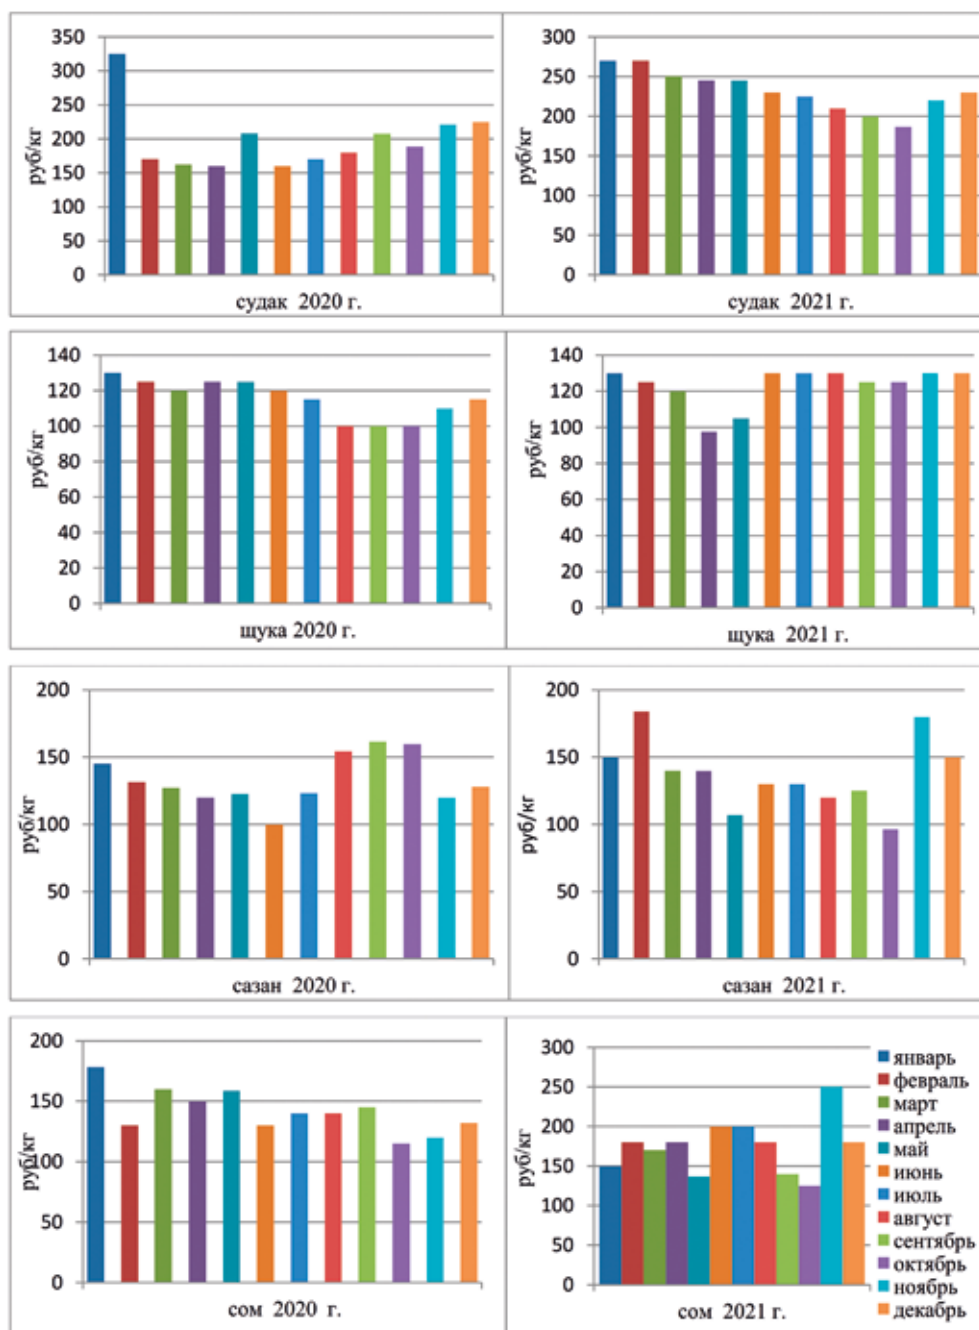 350
300
250
200
150
100
50
0
руб/кг
судак 2020 г.
300
250
200
150
100
50
0
руб/кг
судак 2021 г.
140
120
100
80
60
40
20
0
руб/кг
щука 2020 г.
140
120
100
80
60
40
20
0
руб/кг
щука 2021 г.
200
150
100
50
0
руб/кг
сазан 2020 г.
200
150
100
50
0
руб/кг
сазан 2021 г.
200
150
100
50
0
руб/кг
сом 2020 г.
300
250
200
150
100
50
0
руб/кг
сом 2021 г.
январь
февраль
март
апрель
май
июнь
июль
август
сентябрь
октябрь
ноябрь
декабрь